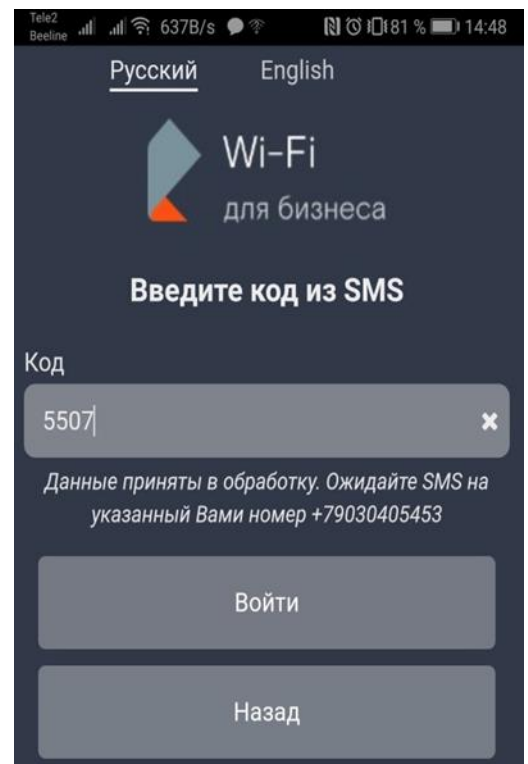 Tele2
Beeline 637B/s 81 % 14:48
Русский English
Wi-Fi
для бизнеса
Введите код из SMS
Код
5507
Данные приняты в обработку. Ожидайте SMS на
указанный Вами номер +79030405453
Войти
Назад